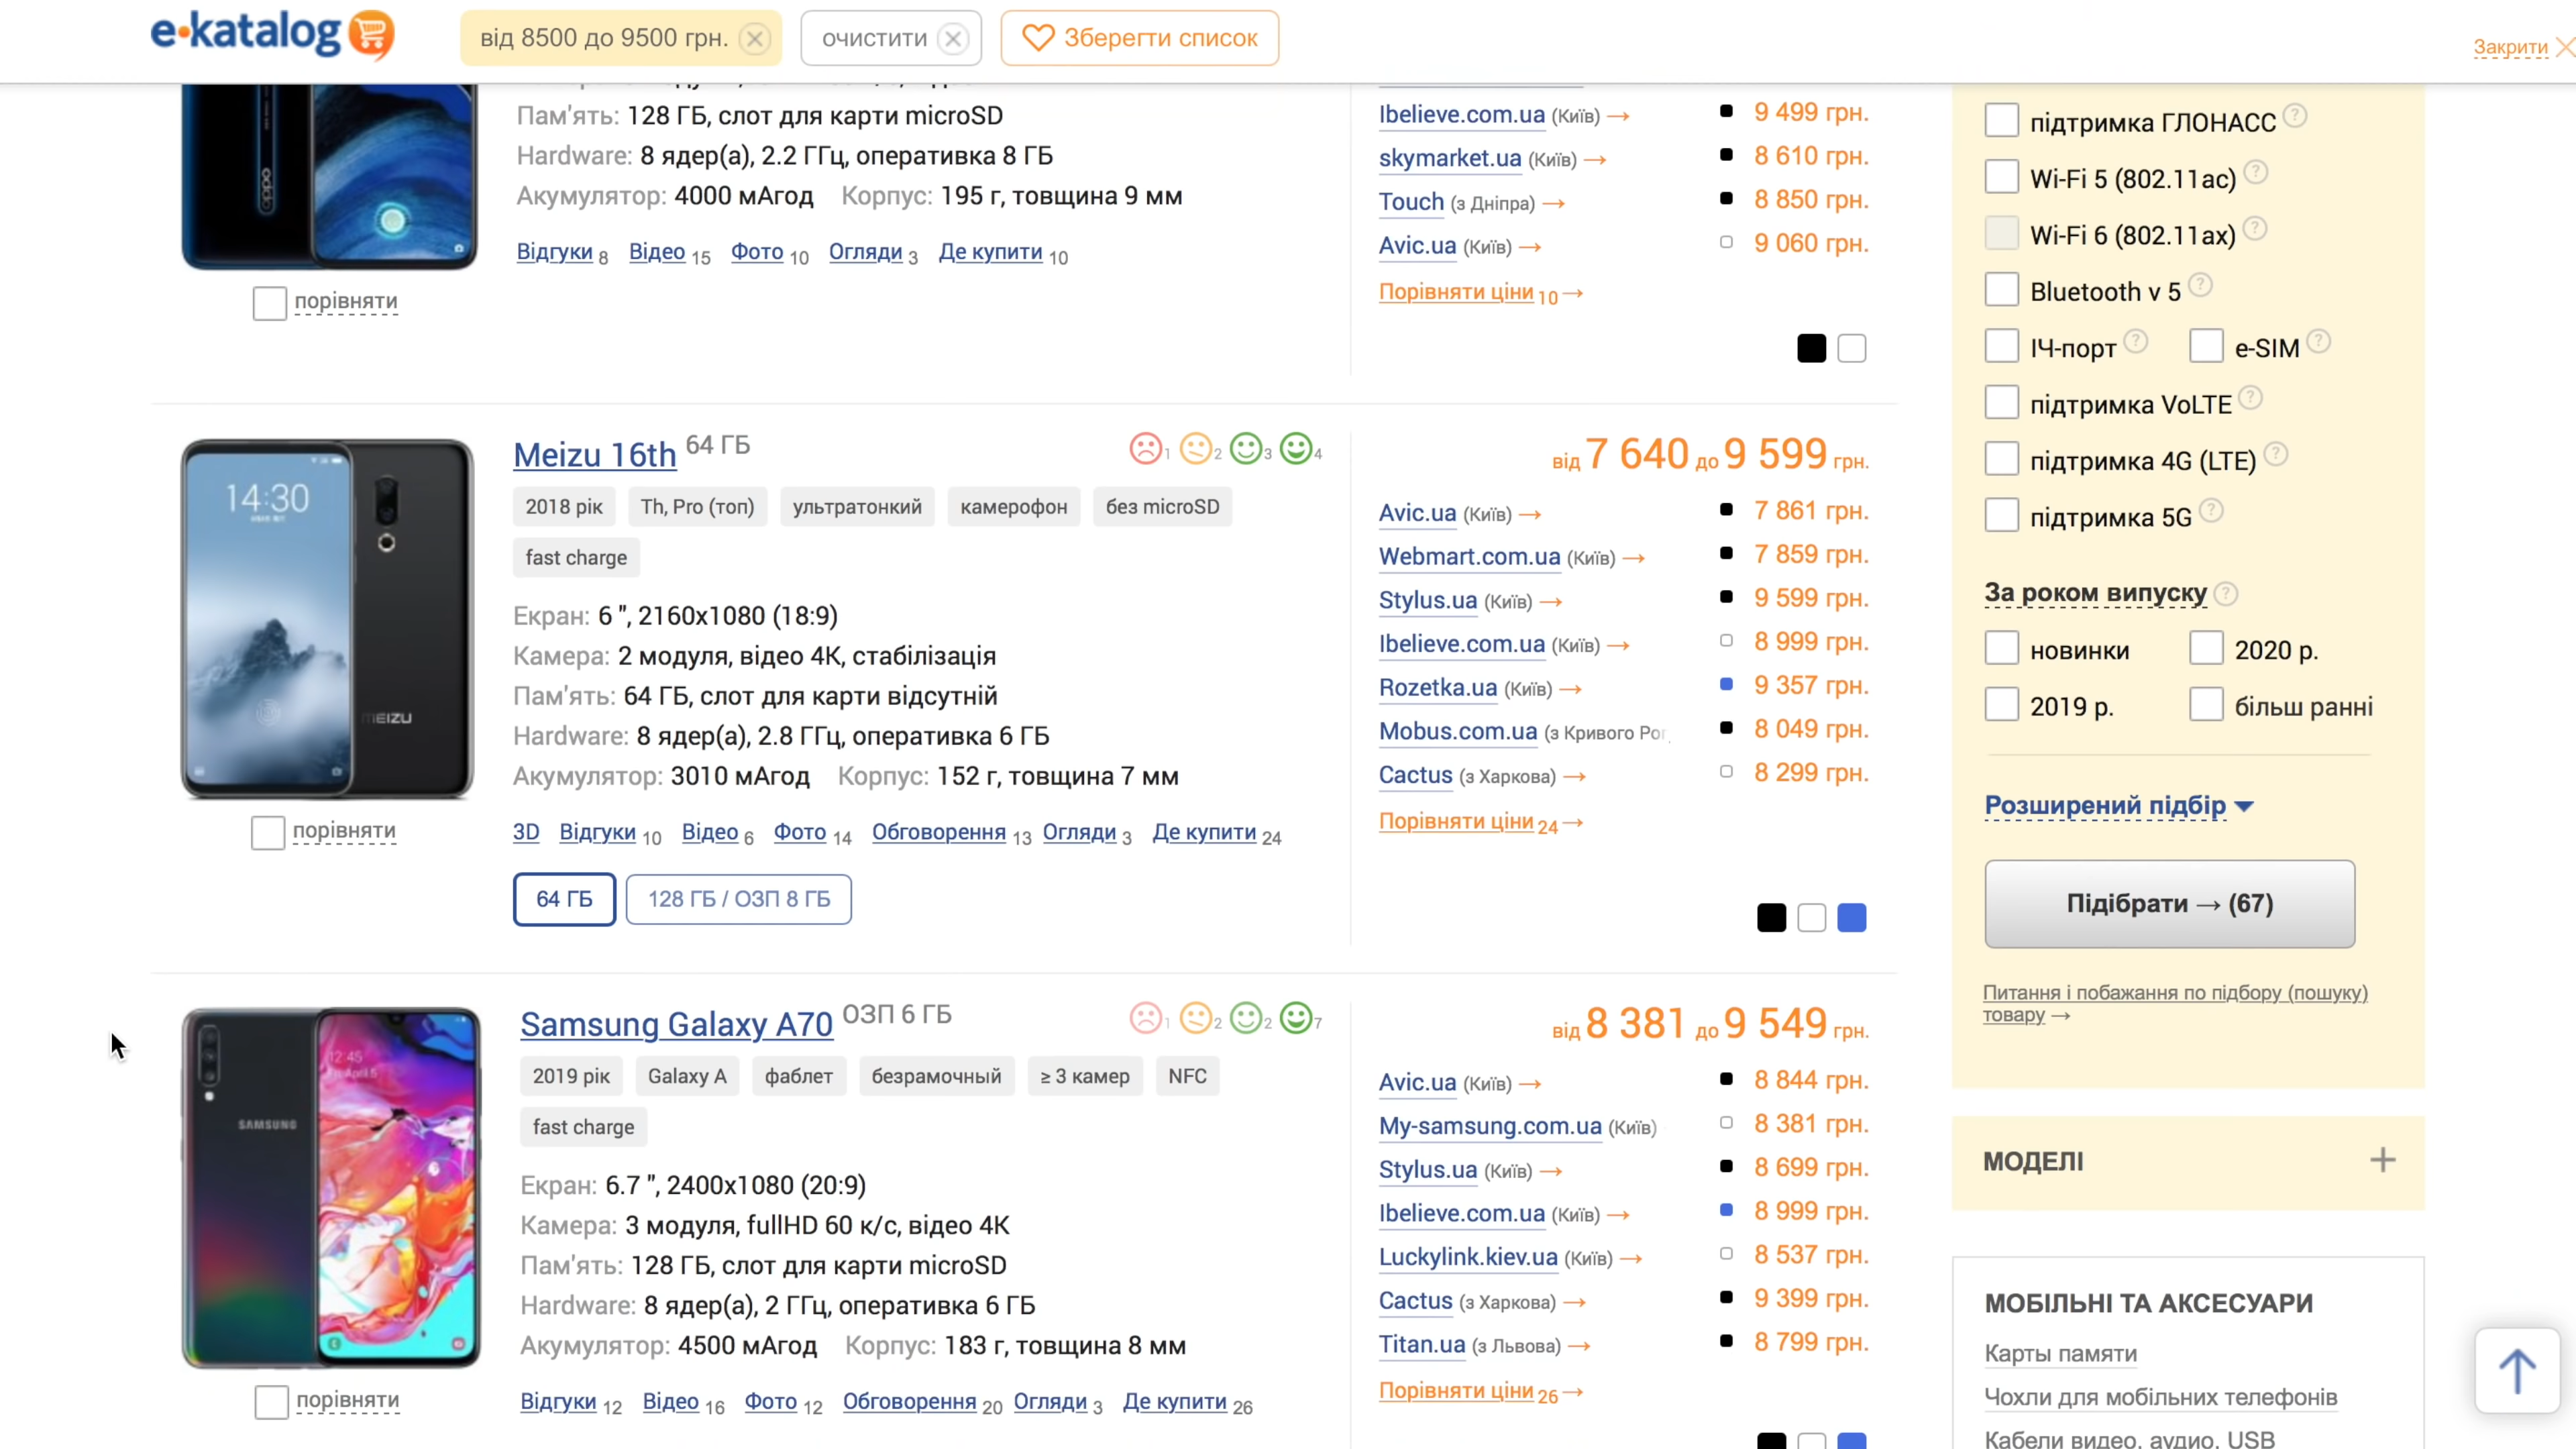 e•katalog
від 8500 до 9500 грн.
очистити
Зберегти список
Закрити
Пам'ять: 128 ГБ, слот для карти microSD
Hardware: 8 ядер(а), 2.2 ГГц, оперативка 8 ГБ
Акумулятор: 4000 мАгод Корпус: 195 г, товщина 9 мм
Відгуки 8 Відео 15 Фото 10 Огляди 3 Де купити 10
порівняти
oppo
Ibelieve.com.ua (Київ) → 9 499 грн.
skymarket.ua (Київ) → 8 610 грн.
Touch (з Дніпра) → 8 850 грн.
Avic.ua (Київ) → 9 060 грн.
Порівняти ціни 10 →
Meizu 16th 64 ГБ
1 2 3 4
2018 рік Th, Pro (топ) ультратонкий камерофон без microSD
fast charge
Екран: 6 ", 2160x1080 (18:9)
Камера: 2 модуля, відео 4K, стабілізація
Пам'ять: 64 ГБ, слот для карти відсутній
Hardware: 8 ядер(а), 2.8 ГГц, оперативка 6 ГБ
Акумулятор: 3010 мАгод Корпус: 152 г, товщина 7 мм
3D Відгуки 10 Відео 6 Фото 14 Обговорення 13 Огляди 3 Де купити 24
64 ГБ 128 ГБ / ОЗП 8 ГБ
14:30
MEIZU
порівняти
від 7 640 до 9 599 грн.
Avic.ua (Київ) → 7 861 грн.
Webmart.com.ua (Київ) → 7 859 грн.
Stylus.ua (Київ) → 9 599 грн.
Ibelieve.com.ua (Київ) → 8 999 грн.
Rozetka.ua (Київ) → 9 357 грн.
Mobus.com.ua (з Кривого Рог 8 049 грн.
Cactus (з Харкова) → 8 299 грн.
Порівняти ціни 24 →
Samsung Galaxy A70 ОЗП 6 ГБ
1 2 2 7
2019 рік Galaxy A фаблет безрамочный ≥ 3 камер NFC
fast charge
Екран: 6.7 ", 2400x1080 (20:9)
Камера: 3 модуля, fullHD 60 к/с, відео 4K
Пам'ять: 128 ГБ, слот для карти microSD
Hardware: 8 ядер(а), 2 ГГц, оперативка 6 ГБ
Акумулятор: 4500 мАгод Корпус: 183 г, товщина 8 мм
Відгуки 12 Відео 16 Фото 12 Обговорення 20 Огляди 3 Де купити 26
SAMSUNG
12:45
порівняти
від 8 381 до 9 549 грн.
Avic.ua (Київ) → 8 844 грн.
My-samsung.com.ua (Київ) 8 381 грн.
Stylus.ua (Київ) → 8 699 грн.
Ibelieve.com.ua (Київ) → 8 999 грн.
Luckylink.kiev.ua (Київ) → 8 537 грн.
Cactus (з Харкова) → 9 399 грн.
Titan.ua (з Львова) → 8 799 грн.
Порівняти ціни 26 →
підтримка ГЛОНАСС ?
Wi-Fi 5 (802.11ac) ?
Wi-Fi 6 (802.11ax) ?
Bluetooth v 5 ?
ІЧ-порт ? e-SIM ?
підтримка VoLTE ?
підтримка 4G (LTE) ?
підтримка 5G ?
За роком випуску ?
новинки 2020 р.
2019 р. більш ранні
Розширений підбір
Підібрати → (67)
Питання і побажання по підбору (пошуку)
товару →
МОДЕЛІ +
МОБІЛЬНІ ТА АКСЕСУАРИ
Карты памяти
Чохли для мобільних телефонів
Кабели видео, аудио, USB